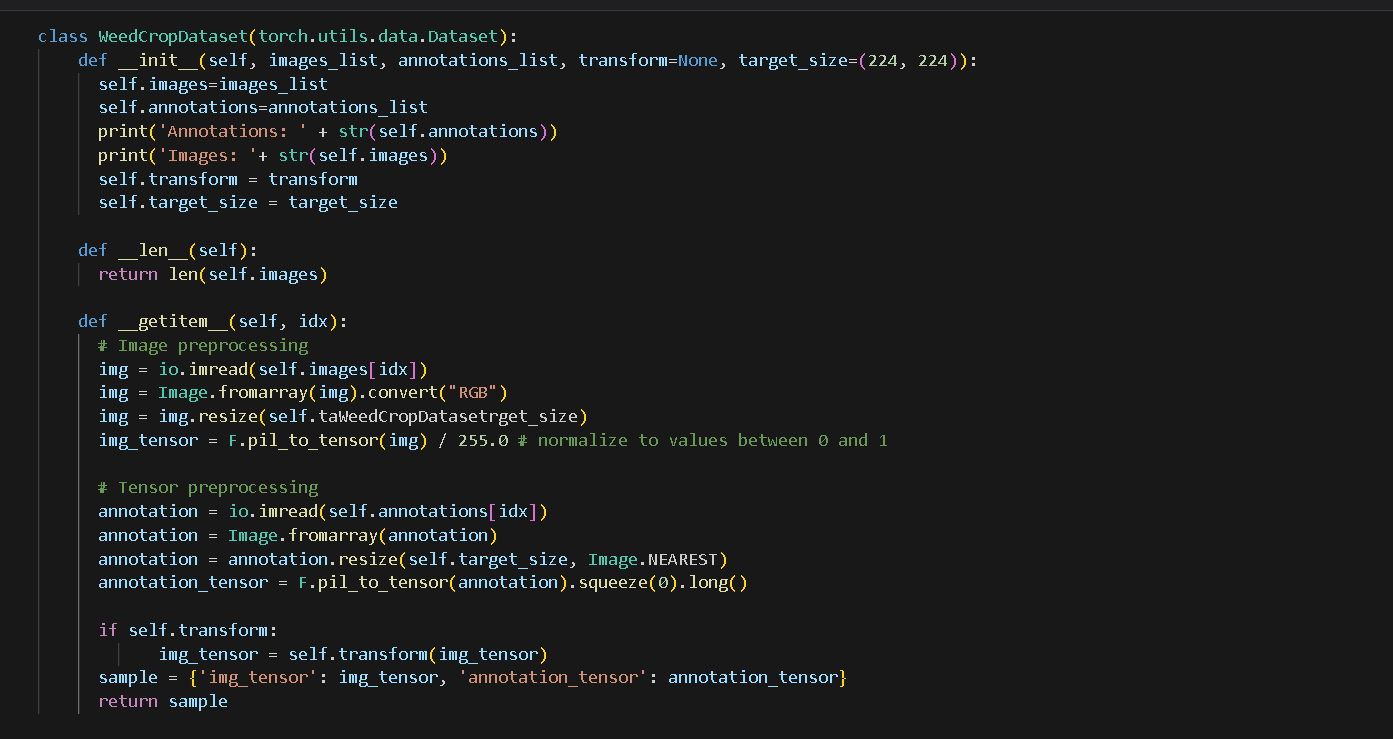 class WeedCropDataset(torch.utils.data.Dataset):
    def __init__(self, images_list, annotations_list, transform=None, target_size=(224, 224)):
      self.images=images_list
      self.annotations=annotations_list
      print('Annotations: ' + str(self.annotations))
      print('Images: '+ str(self.images))
      self.transform = transform
      self.target_size = target_size

    def __len__(self):
      return len(self.images)

    def __getitem__(self, idx):
      # Image preprocessing
      img = io.imread(self.images[idx])
      img = Image.fromarray(img).convert("RGB")
      img = img.resize(self.taWeedCropDatasetrget_size)
      img_tensor = F.pil_to_tensor(img) / 255.0 # normalize to values between 0 and 1

      # Tensor preprocessing
      annotation = io.imread(self.annotations[idx])
      annotation = Image.fromarray(annotation)
      annotation = annotation.resize(self.target_size, Image.NEAREST)
      annotation_tensor = F.pil_to_tensor(annotation).squeeze(0).long()

      if self.transform:
            img_tensor = self.transform(img_tensor)
      sample = {'img_tensor': img_tensor, 'annotation_tensor': annotation_tensor}
      return sample